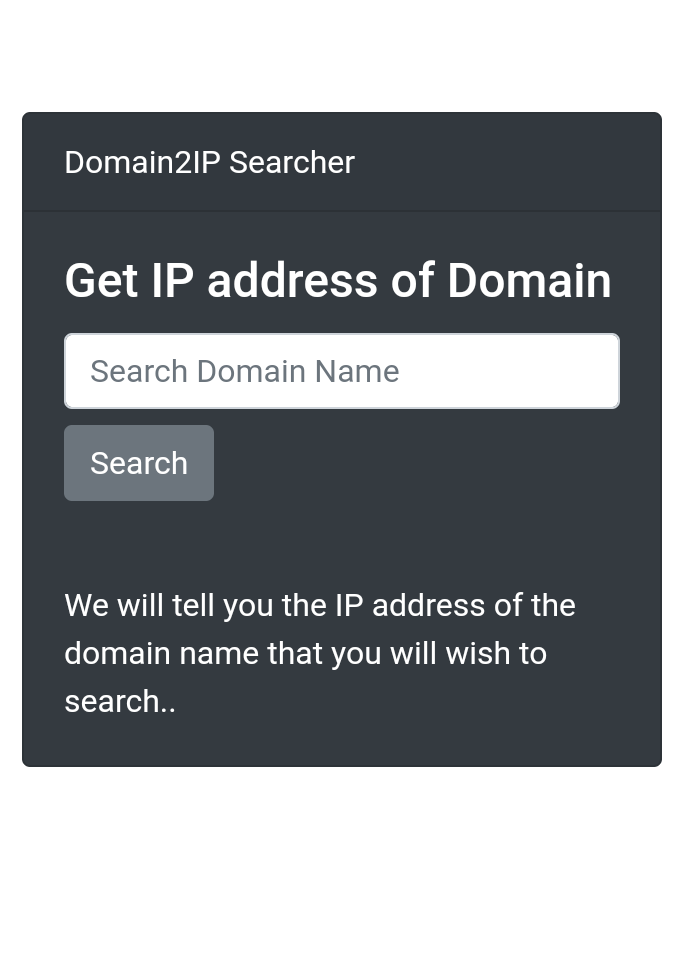 Domain2IP Searcher
Get IP address of Domain
Search Domain Name
Search
We will tell you the IP address of the
domain name that you will wish to
search..